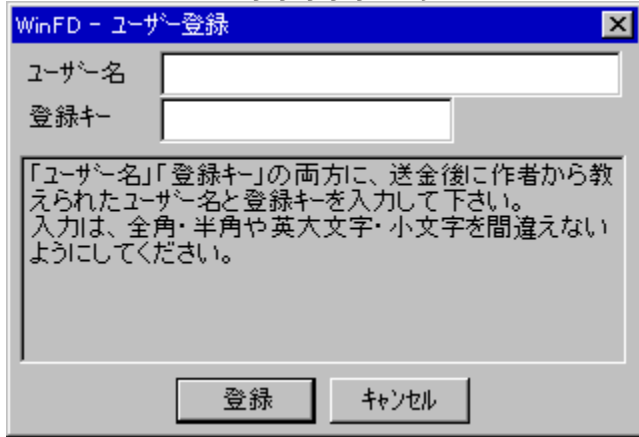 WinFD - ﾕｰｻﾞｰ登録
ﾕｰｻﾞｰ名
登録ｷｰ
「ﾕｰｻﾞｰ名」「登録ｷｰ」の両方に、送金後に作者から教
えられたﾕｰｻﾞｰ名と登録ｷｰを入力して下さい。
入力は、全角･半角や英大文字･小文字を間違えない
ようにしてください。
登録
ｷｬﾝｾﾙ